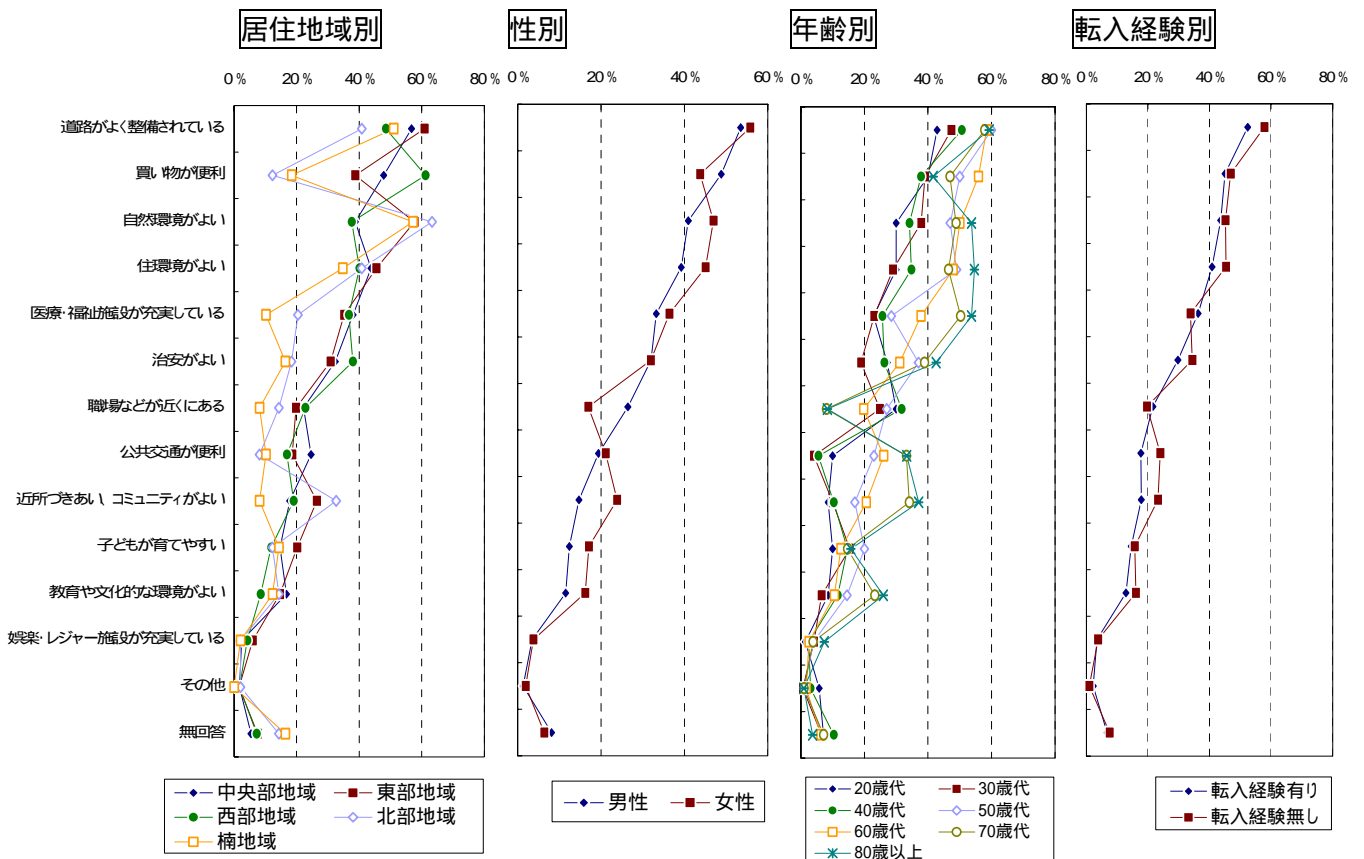 居住地域別 性別 年齢別 転入経験別
0% 20% 40% 60% 80% 0% 20% 40% 60% 0% 20% 40% 60% 80% 0% 20% 40% 60% 80%
道路がよく整備されている
買い物が便利
自然環境がよい
住環境がよい
医療・福祉施設が充実している
治安がよい
職場などが近くにある
公共交通が便利
近所づきあい、コミュニティがよい
子どもが育てやすい
教育や文化的な環境がよい
娯楽・レジャー施設が充実している
その他
無回答
中央部地域 東部地域
西部地域 北部地域
楠地域
男性 女性
20歳代 30歳代
40歳代 50歳代
60歳代 70歳代
80歳以上
転入経験有り
転入経験無し